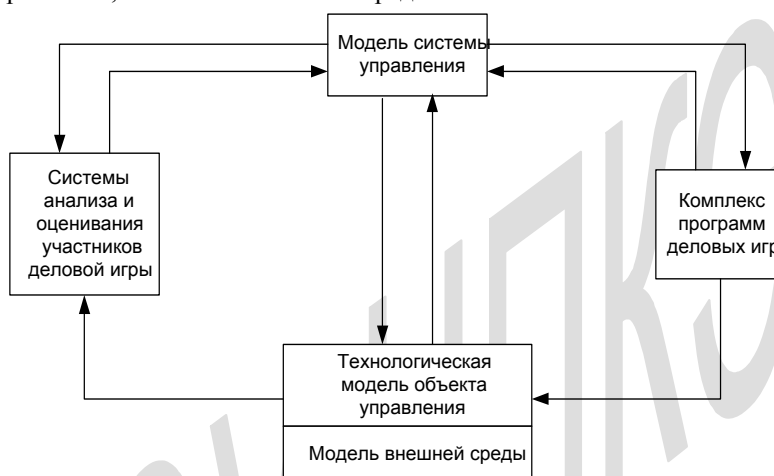 Модель системы
управления
Системы
анализа и
оценивания
участников
деловой игры
Комплекс
программ
деловых игр
Технологическая
модель объекта
управления
Модель внешней среды